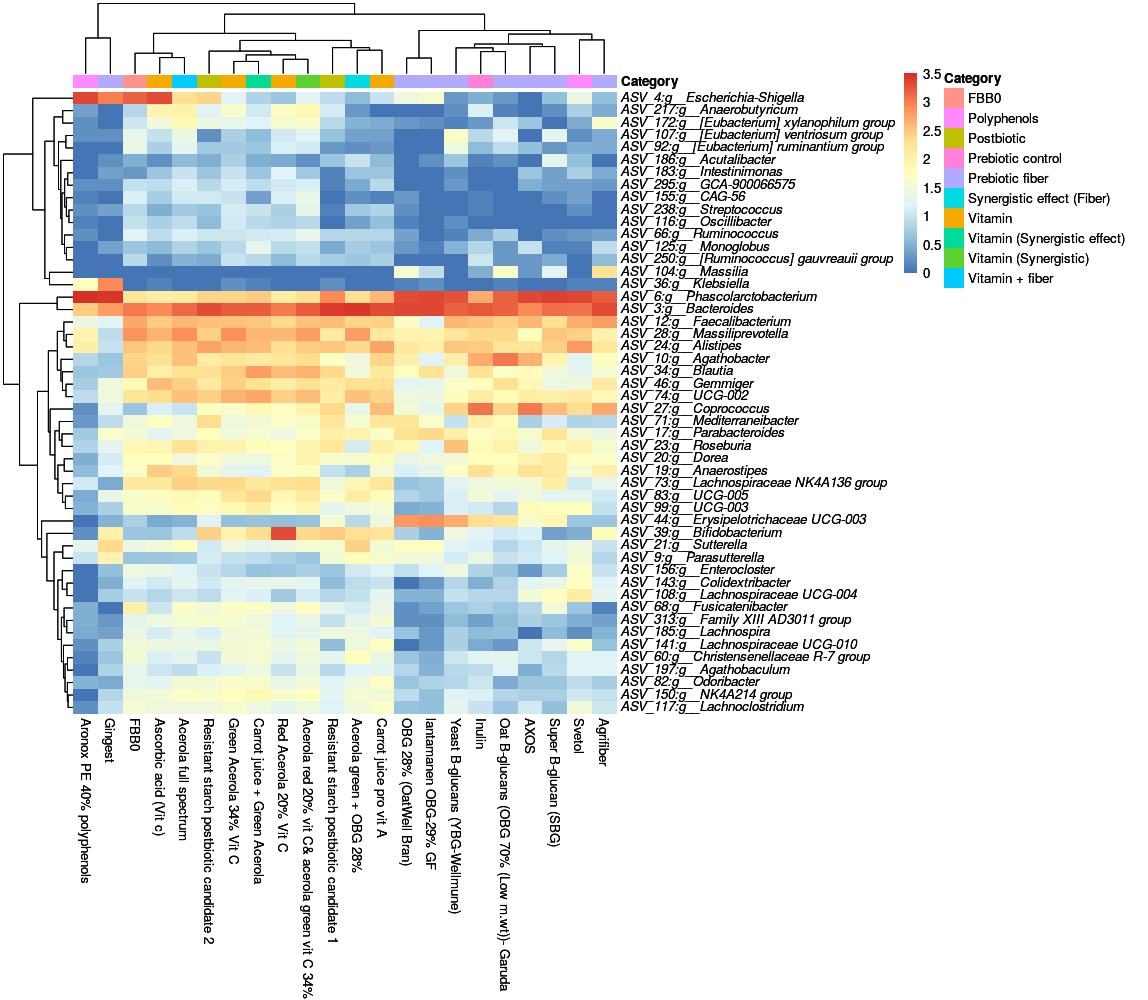 Category
ASV_4:g__Escherichia-Shigella
ASV_217:g__Anaerobutyricum
ASV_172:g__[Eubacterium] xylanophilum group
ASV_107:g__[Eubacterium] ventriosum group
ASV_92:g__[Eubacterium] ruminantium group
ASV_186:g__Acutalibacter
ASV_183:g__Intestinimonas
ASV_295:g__GCA-900066575
ASV_155:g__CAG-56
ASV_238:g__Streptococcus
ASV_116:g__Oscillibacter
ASV_66:g__Ruminococcus
ASV_125:g__Monoglobus
ASV_250:g__[Ruminococcus] gauvreauii group
ASV_104:g__Massilia
ASV_36:g__Klebsiella
ASV_6:g__Phascolarctobacterium
ASV_3:g__Bacteroides
ASV_12:g__Faecalibacterium
ASV_28:g__Massiliprevotella
ASV_24:g__Alistipes
ASV_10:g__Agathobacter
ASV_34:g__Blautia
ASV_46:g__Gemmiger
ASV_74:g__UCG-002
ASV_27:g__Coprococcus
ASV_71:g__Mediterraneibacter
ASV_17:g__Parabacteroides
ASV_23:g__Roseburia
ASV_20:g__Dorea
ASV_19:g__Anaerostipes
ASV_73:g__Lachnospiraceae NK4A136 group
ASV_83:g__UCG-005
ASV_99:g__UCG-003
ASV_44:g__Erysipelotrichaceae UCG-003
ASV_39:g__Bifidobacterium
ASV_21:g__Sutterella
ASV_9:g__Parasutterella
ASV_156:g__Enterocloster
ASV_143:g__Colidextribacter
ASV_108:g__Lachnospiraceae UCG-004
ASV_68:g__Fusicatenibacter
ASV_313:g__Family XIII AD3011 group
ASV_185:g__Lachnospira
ASV_141:g__Lachnospiraceae UCG-010
ASV_60:g__Christensenellaceae R-7 group
ASV_197:g__Agathobaculum
ASV_82:g__Odoribacter
ASV_150:g__NK4A214 group
ASV_117:g__Lachnoclostridium
Aronox PE 40% polyphenols
Gingest
FBB0
Ascorbic acid (Vit c)
Acerola full spectrum
Resistant starch postbiotic candidate 2
Green Acerola 34% Vit C
Carrot juice + Green Acerola
Red Acerola 20% Vit C
Acerola red 20% vit C& acerola green vit C 34%
Resistant starch postbiotic candidate 1
Acerola green + OBG 28%
Carrot juice pro vit A
OBG 28% (OatWell Bran)
lantamanen OBG-29% GF
Yeast B-glucans (YBG-Wellmune)
Inulin
Oat B-glucans (OBG 70% (Low m.wt))- Garuda
AXOS
Super B-glucan (SBG)
Svetol
Agrifiber
3.5
3
2.5
2
1.5
1
0.5
0
Category
FBB0
Polyphenols
Postbiotic
Prebiotic control
Prebiotic fiber
Synergistic effect (Fiber)
Vitamin
Vitamin (Synergistic effect)
Vitamin (Synergistic)
Vitamin + fiber